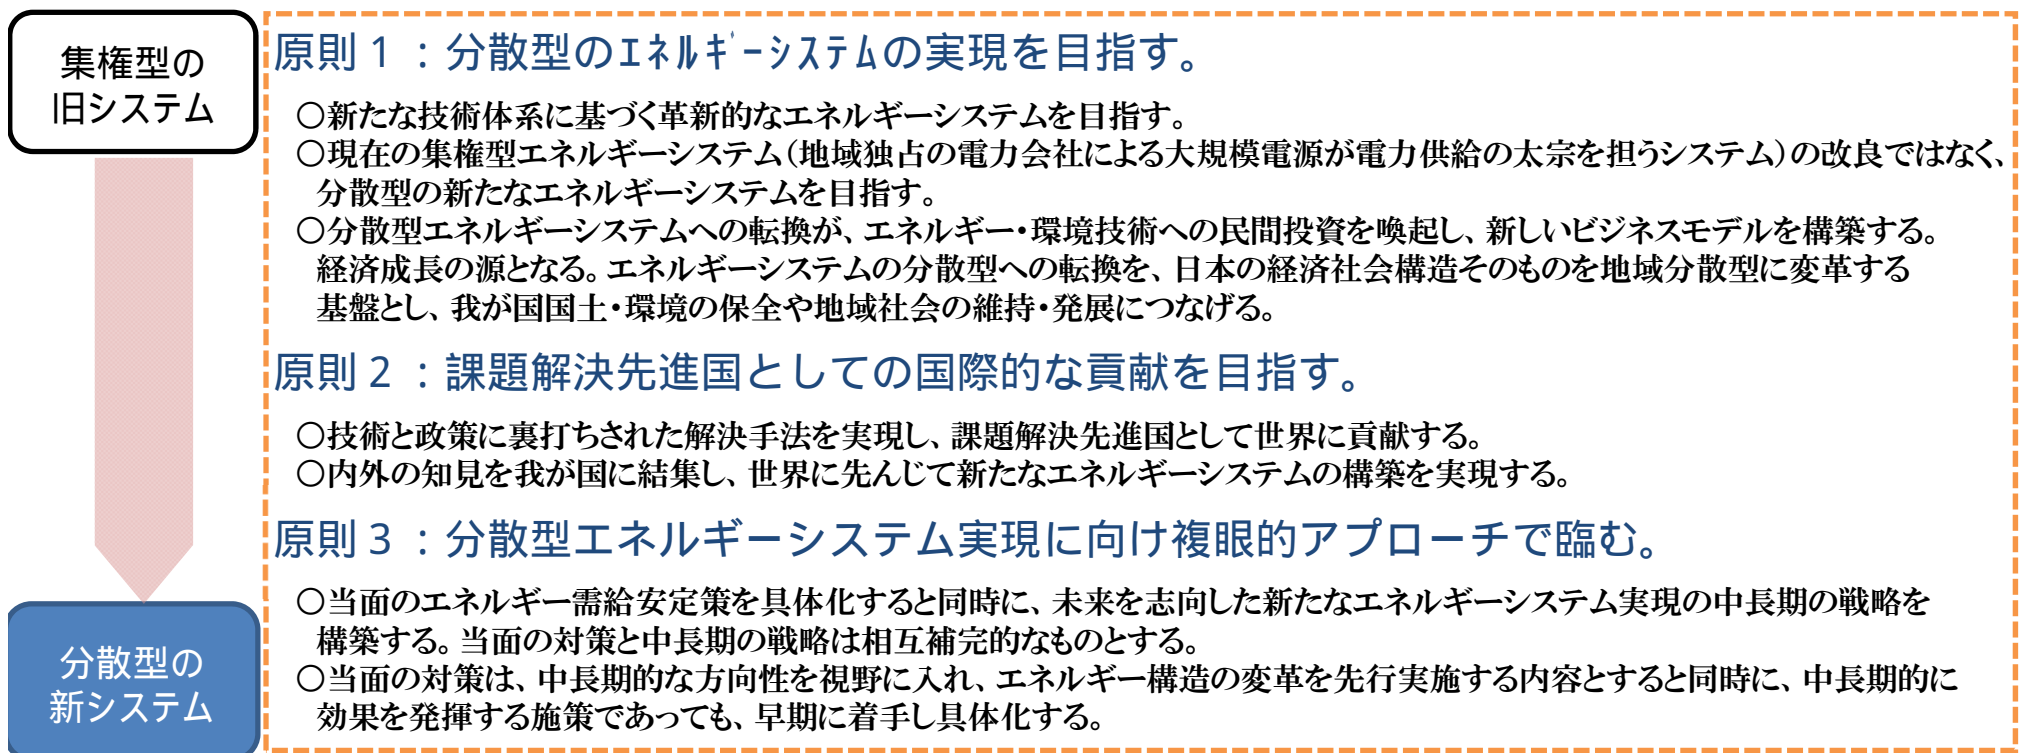 集権型の
旧システム
原則１：分散型のｴﾈﾙｷﾞｰｼｽﾃﾑの実現を目指す。
○新たな技術体系に基づく革新的なエネルギーシステムを目指す。
○現在の集権型エネルギーシステム（地域独占の電力会社による大規模電源が電力供給の太宗を担うシステム）の改良ではなく、
分散型の新たなエネルギーシステムを目指す。
○分散型エネルギーシステムへの転換が、エネルギー・環境技術への民間投資を喚起し、新しいビジネスモデルを構築する。
経済成長の源となる。エネルギーシステムの分散型への転換を、日本の経済社会構造そのものを地域分散型に変革する
基盤とし、我が国国土・環境の保全や地域社会の維持・発展につなげる。
原則２：課題解決先進国としての国際的な貢献を目指す。
○技術と政策に裏打ちされた解決手法を実現し、課題解決先進国として世界に貢献する。
○内外の知見を我が国に結集し、世界に先んじて新たなエネルギーシステムの構築を実現する。
原則３：分散型エネルギーシステム実現に向け複眼的アプローチで臨む。
○当面のエネルギー需給安定策を具体化すると同時に、未来を志向した新たなエネルギーシステム実現の中長期の戦略を
構築する。当面の対策と中長期の戦略は相互補完的なものとする。
○当面の対策は、中長期的な方向性を視野に入れ、エネルギー構造の変革を先行実施する内容とすると同時に、中長期的に
効果を発揮する施策であっても、早期に着手し具体化する。
分散型の
新システム